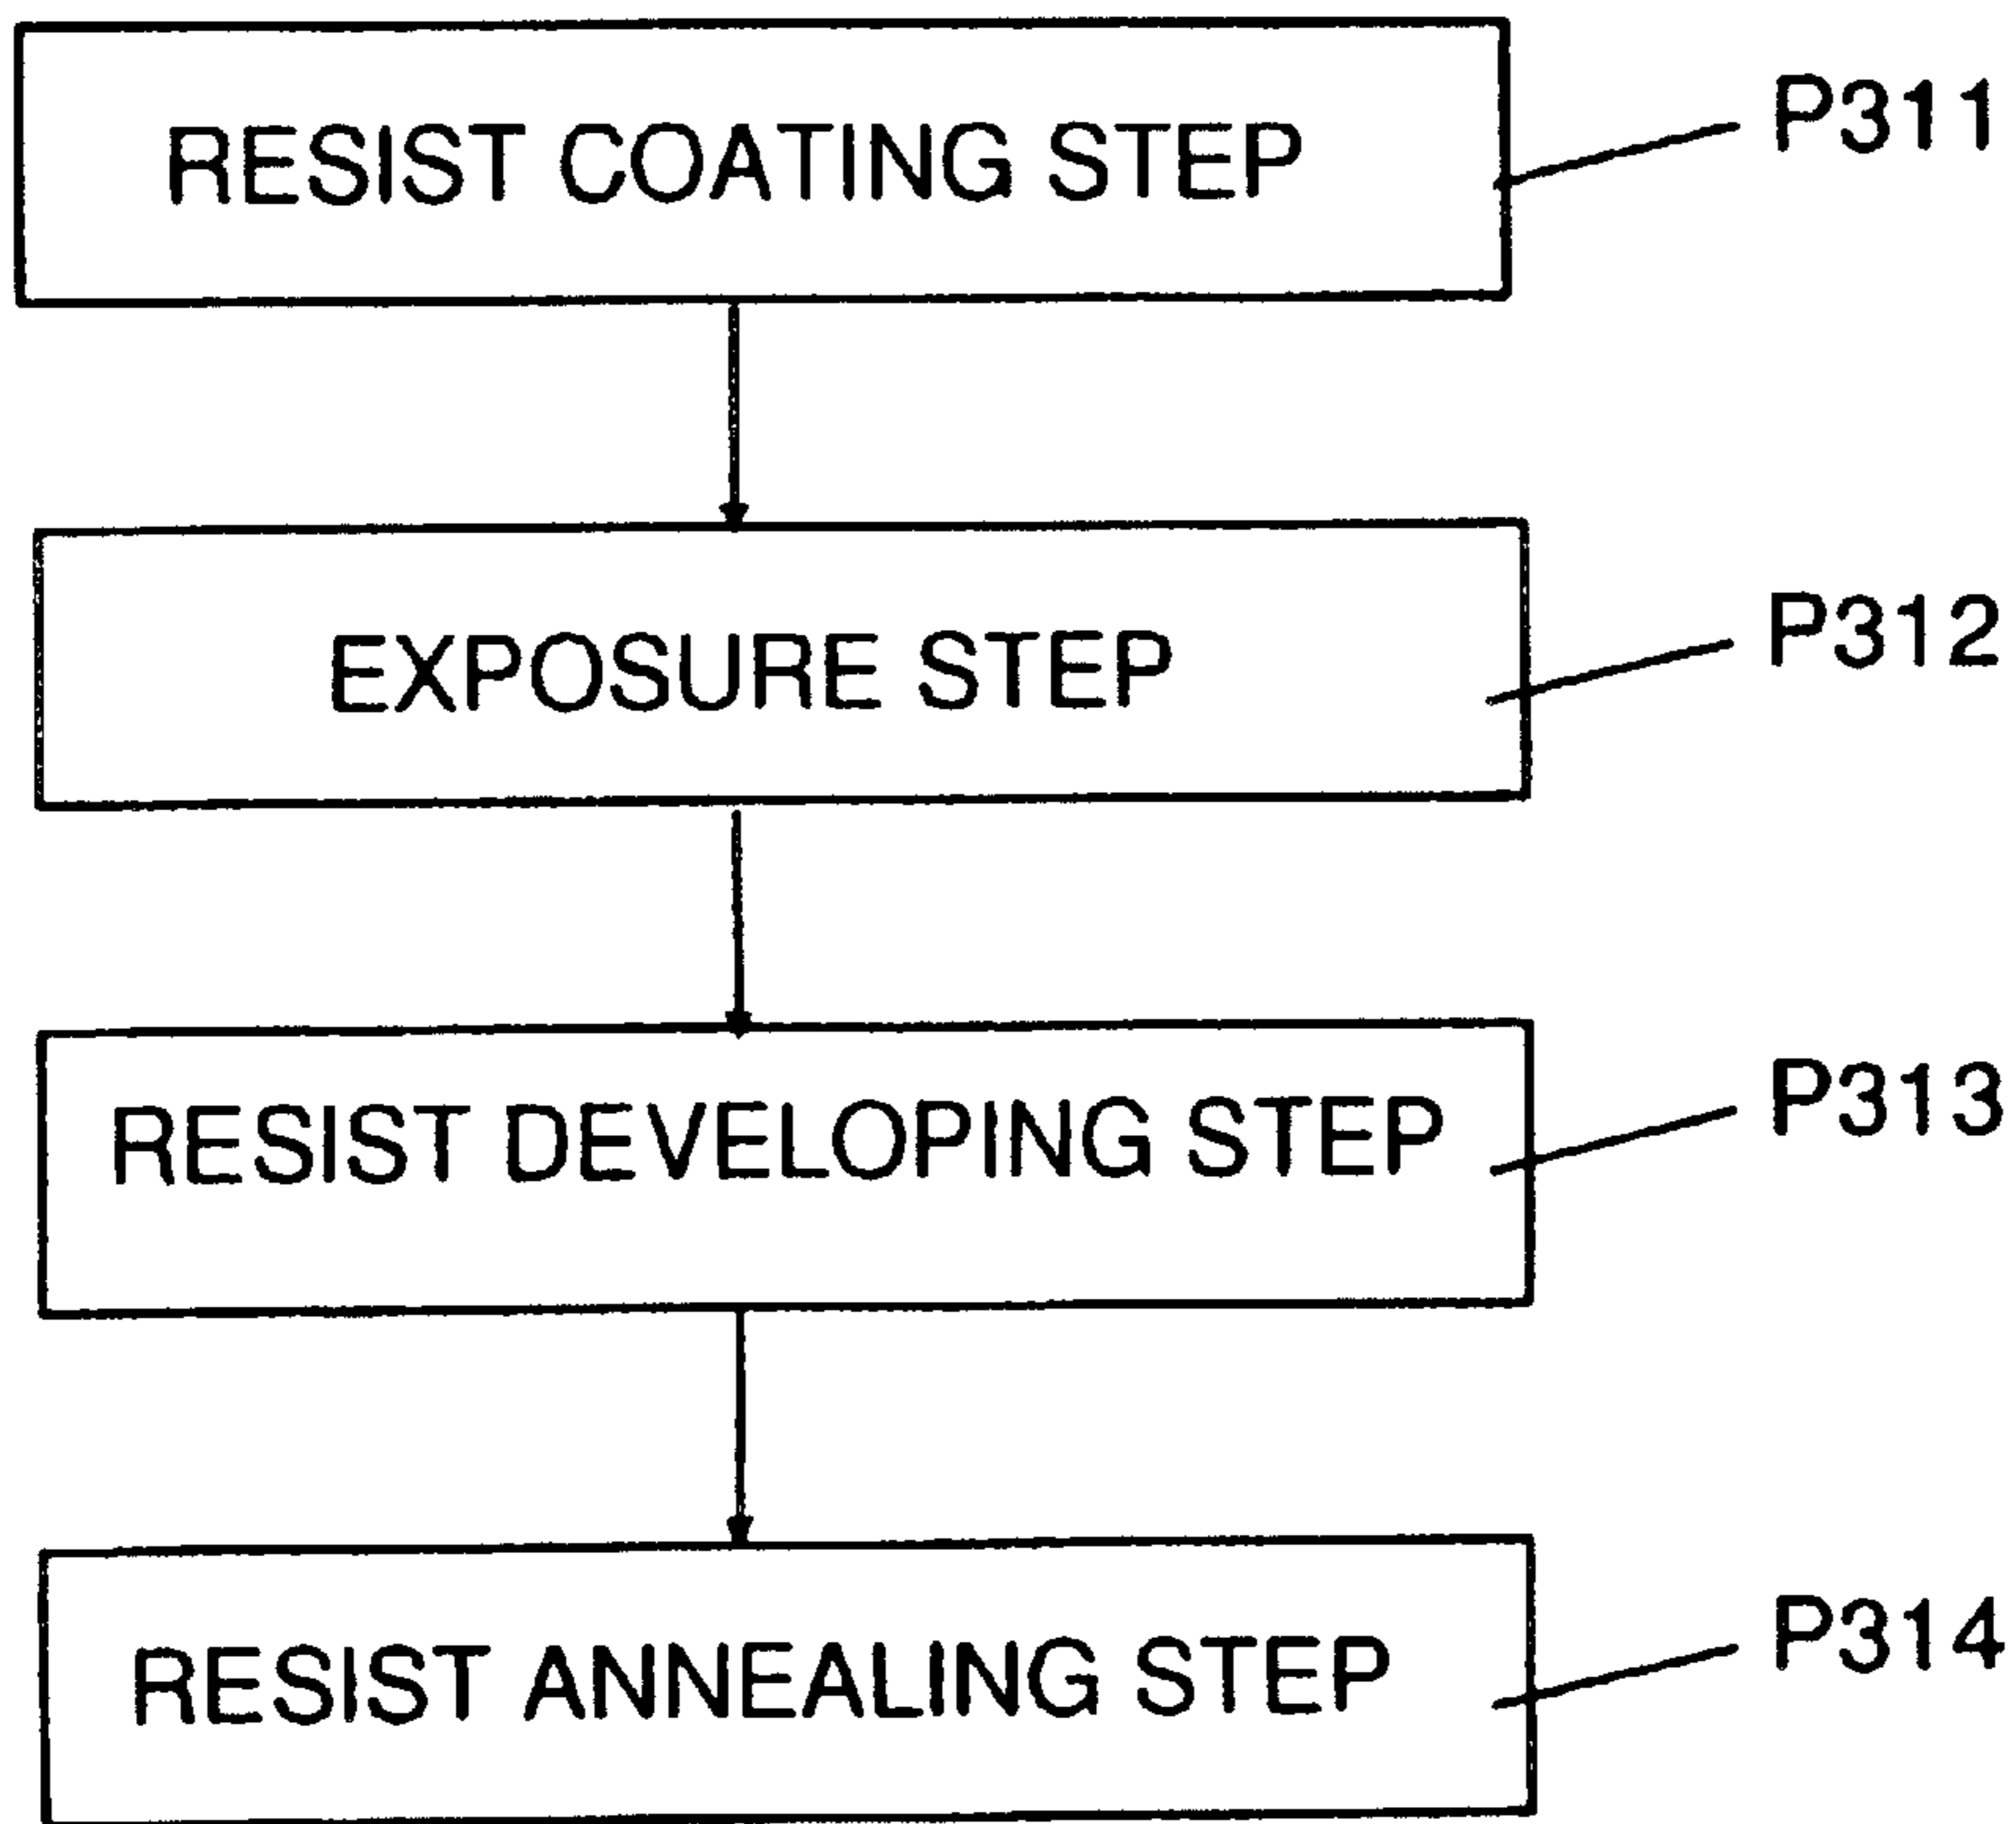 RESIST COATING STEP
P311
EXPOSURE STEP
P312
RESIST DEVELOPING STEP
P313
RESIST ANNEALING STEP
P314